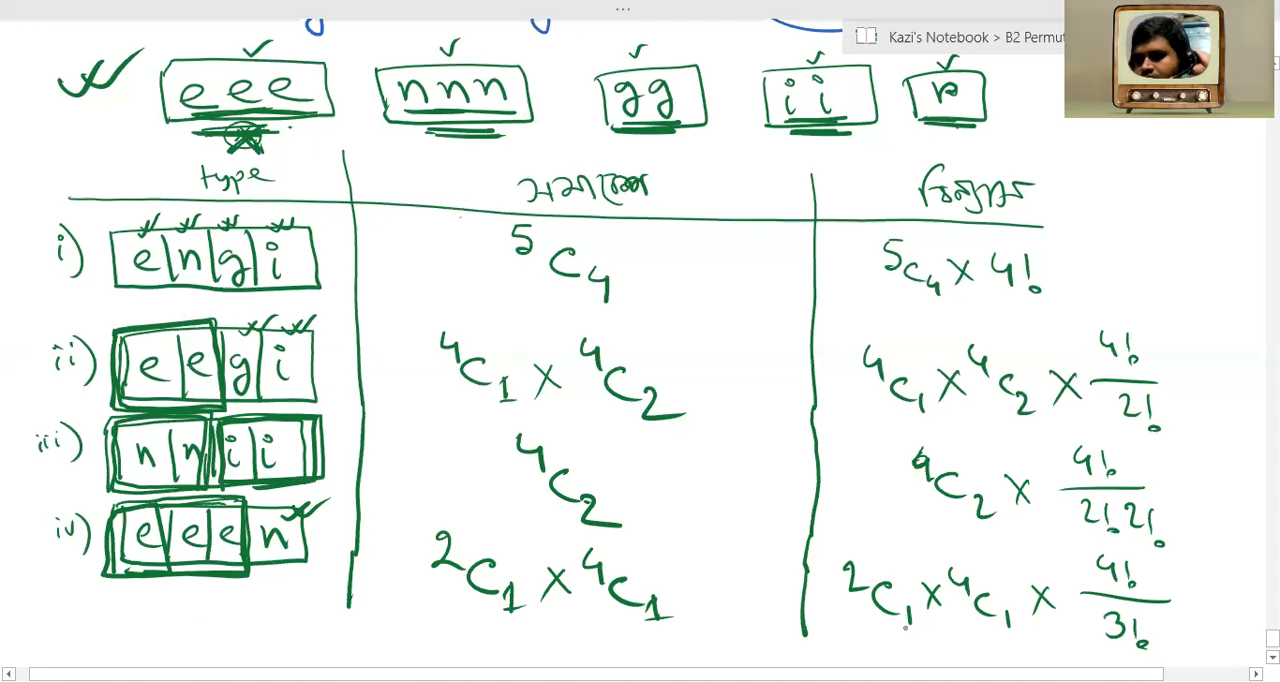 ...
Kazi's Notebook > B2 Permut
eee nnn gg ii r
type সমাবেশ বিন্যাস
i) e|n|g|i ⁵C₄ ⁵C₄ × 4!
ii) e|e|g|i ⁴C₁ × ⁴C₂ ⁴C₁ × ⁴C₂ × 4!/2!
iii) n|n|i|i ⁴C₂ ⁴C₂ × 4!/2!2!
iv) e|e|e|n ²C₁ × ⁴C₁ ²C₁ × ⁴C₁ × 4!/3!